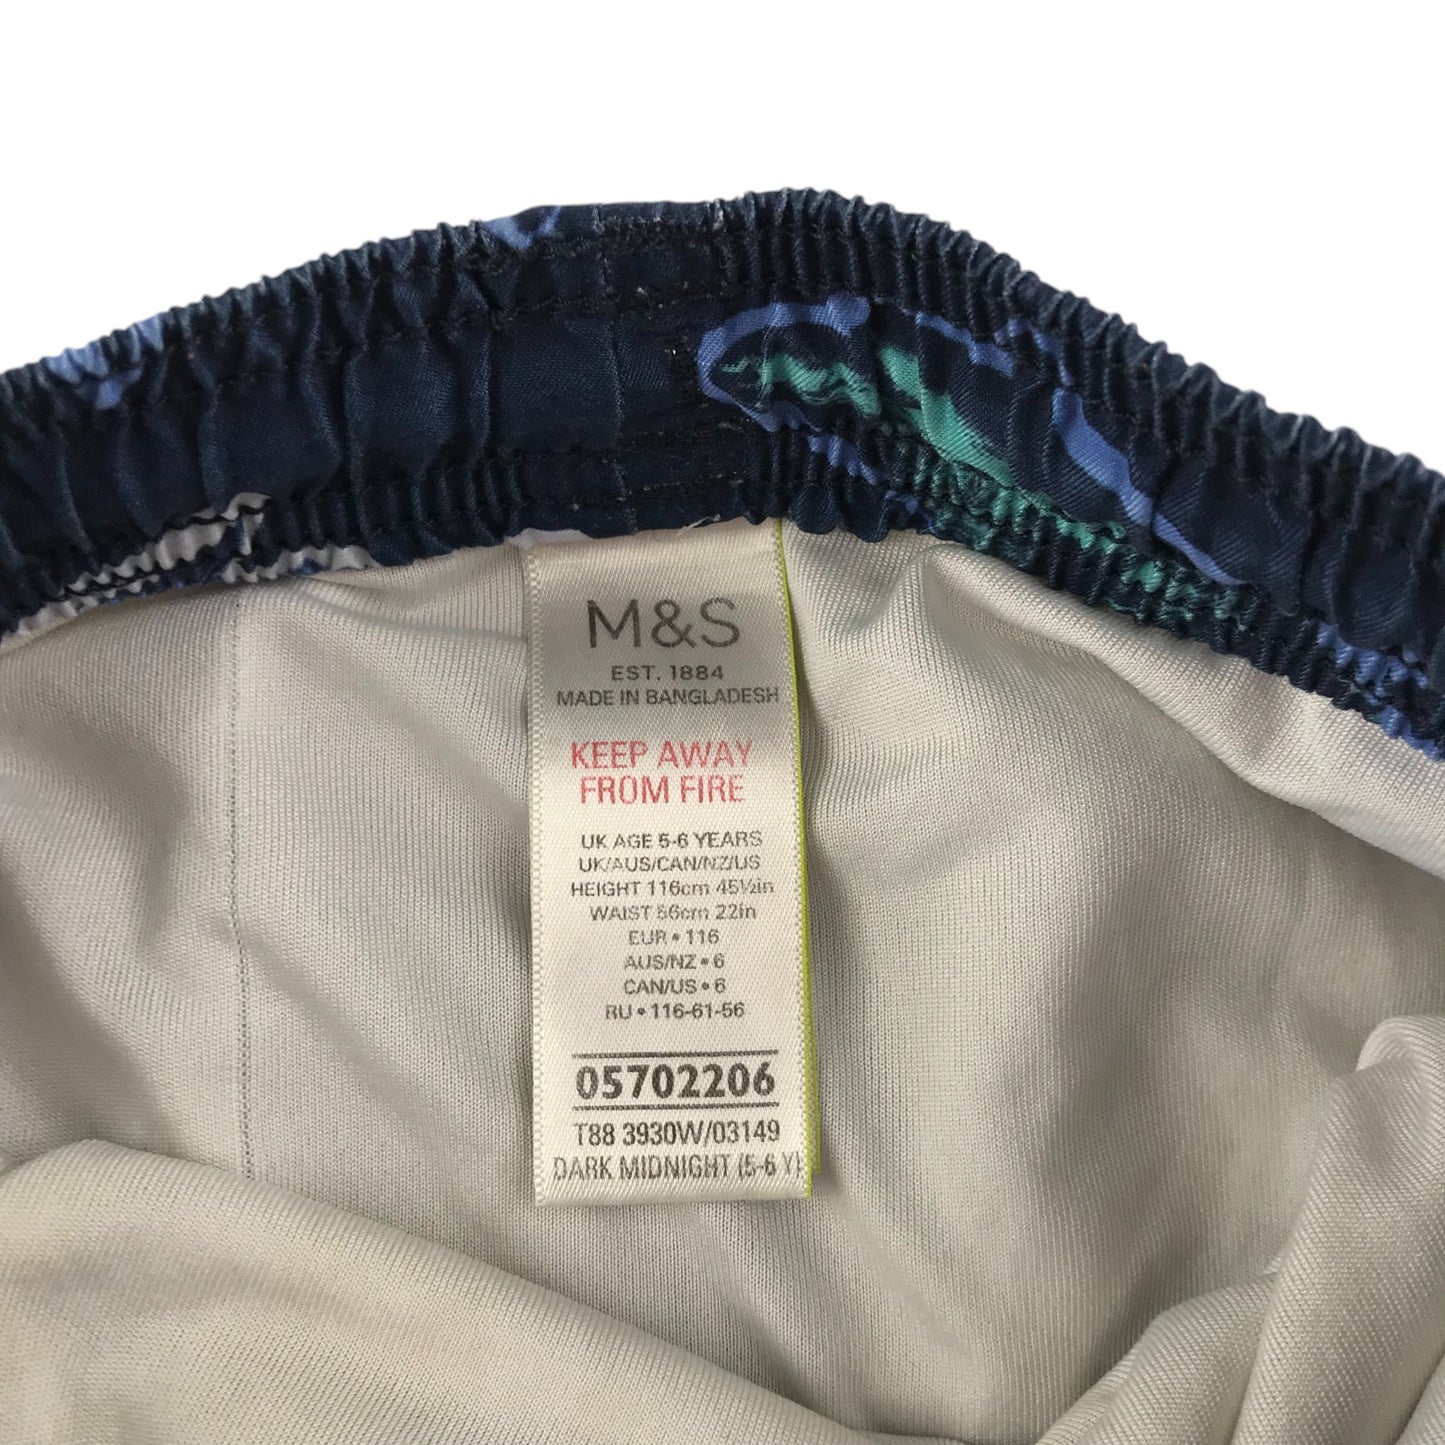 M&S
EST. 1884
MADE IN BANGLADESH
KEEP AWAY
FROM FIRE
UK AGE 5-6 YEARS
UK/AUS/CAN/NZ/US
HEIGHT 116cm 45½in
WAIST 56cm 22in
EUR • 116
AUS/NZ • 6
CAN/US • 6
RU • 116-61-56
05702206
T88 3930W/03149
DARK MIDNIGHT (5-6 Y)